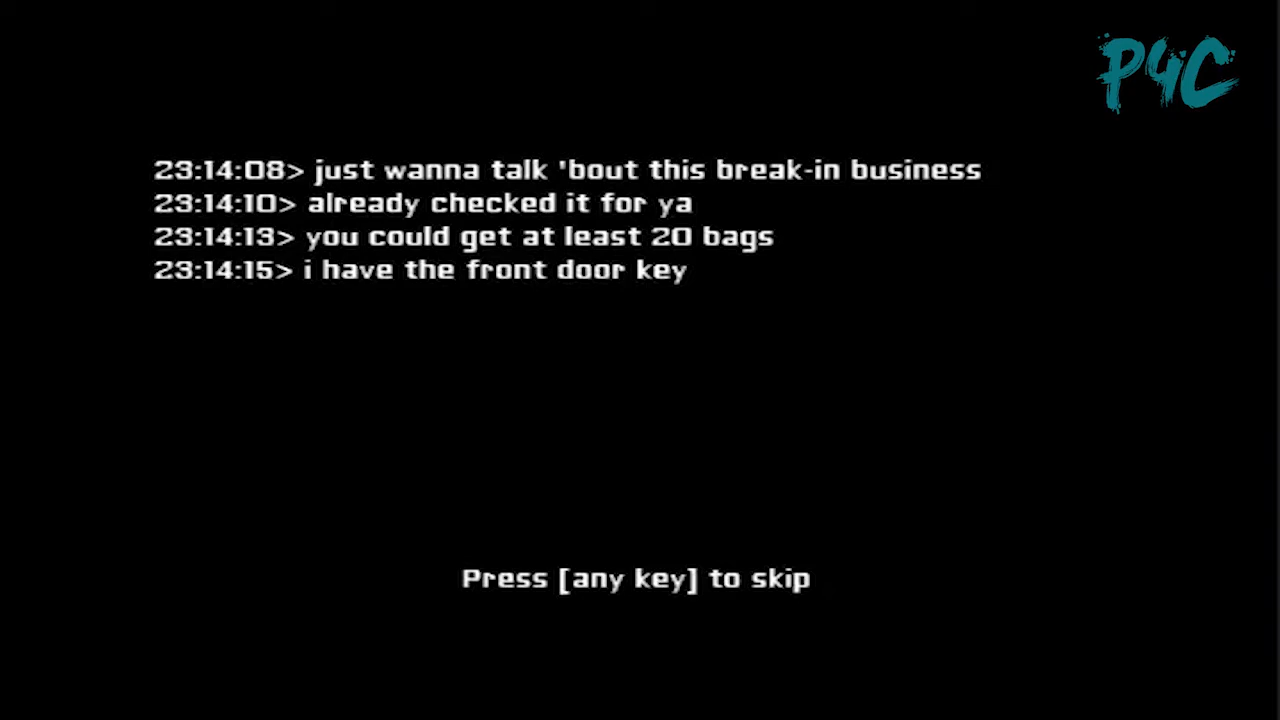 P4C
23:14:08> just wanna talk 'bout this break-in business
23:14:10> already checked it for ya
23:14:13> you could get at least 20 bags
23:14:15> i have the front door key
Press [any key] to skip